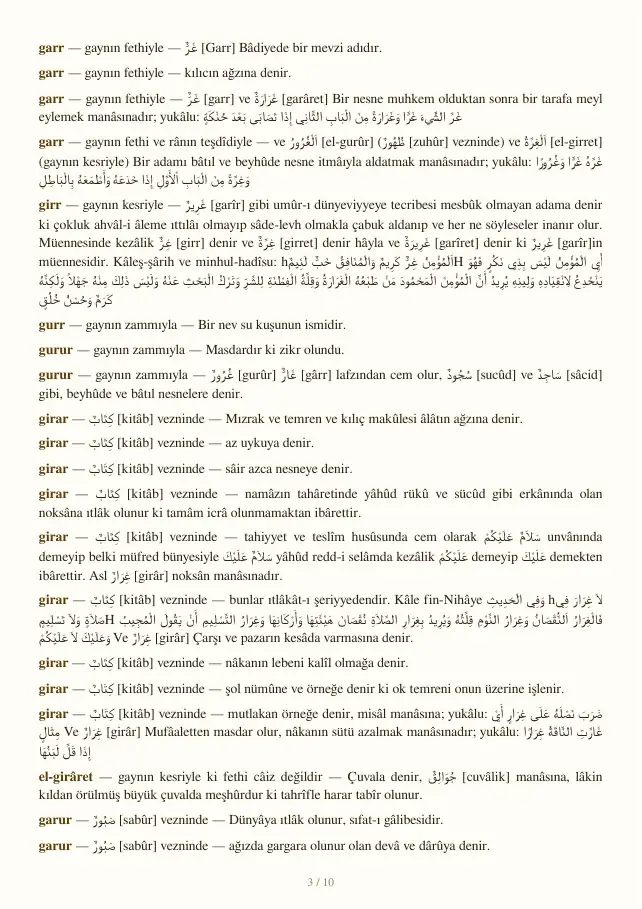 garr — gaynın fethiyle — غَرٌّ [Garr] Bâdiyede bir mevzi adıdır.
garr — gaynın fethiyle — kılıcın ağzına denir.
garr — gaynın fethiyle — غَرٌّ [garr] ve غَرَارَةٌ [garâret] Bir nesne muhkem olduktan sonra bir tarafa meyl
eylemek manâsınadır; yukâlu: غَرَّ الشَّيءُ غَرًّا وَغَرَارَةً مِنَ الْبَابِ الثَّانِي إِذَا تَصَابَى بَعْدَ حُنْكَةٍ
garr — gaynın fethi ve rânın teşdîdiyle — ve اَلْغُرُورُ [el-gurûr] (ظُهُورٌ [zuhûr] vezninde) ve اَلْغِرَّةُ [el-girret]
(gaynın kesriyle) Bir adamı bâtıl ve beyhûde nesne itmâıyla aldatmak manâsınadır; yukâlu: غَرَّهُ غَرًّا وَغُرُورًا
وَغِرَّةً مِنَ الْبَابِ اْلأَوَّلِ إِذَا خَدَعَهُ وَأَطْمَعَهُ بِالْبَاطِلِ
girr — gaynın kesriyle — غَرِيرٌ [garîr] gibi umûr-ı dünyeviyyeye tecribesi mesbûk olmayan adama denir
ki çokluk ahvâl-i âleme ıttılâı olmayıp sâde-levh olmakla çabuk aldanıp ve her ne söyleseler inanır olur.
Müennesinde kezâlik غِرٌّ [girr] denir ve غِرَّةٌ [girret] denir hâyla ve غَرِيرَةٌ [garîret] denir ki غَرِيرٌ [garîr]in
müennesidir. Kâleş-şârih ve minhul-hadîsu: hاَلْمُؤْمِنُ غِرٌّ كَرِيمٌ وَالْمُنَافِقُ خَبٌّ لَئِيمٌH أَيِ الْمُؤْمِنُ لَيْسَ بِذِي نُكْرٍ فَهُوَ
يَنْخَدِعُ لِانْقِيَادِهِ وَلِينِهِ يُرِيدُ أَنَّ الْمُؤْمِنَ الْمَحْمُودَ مَنْ طَبْعُهُ الْغَرَارَةُ وَقِلَّةُ الْفِطْنَةِ لِلشَّرِّ وَتَرْكُ الْبَحْثِ عَنْهُ وَلَيْسَ ذَلِكَ مِنْهُ جَهْلاً وَلَكِنَّهُ
كَرَمٌ وَحُسْنُ خُلُقٍ
gurr — gaynın zammıyla — Bir nev su kuşunun ismidir.
gurur — gaynın zammıyla — Masdardır ki zikr olundu.
gurur — gaynın zammıyla — غُرُورٌ [gurûr] غَارٌّ [gârr] lafzından cem olur, سُجُودٌ [sucûd] ve سَاجِدٌ [sâcid]
gibi, beyhûde ve bâtıl nesnelere denir.
girar — كِتَابٌ [kitâb] vezninde — Mızrak ve temren ve kılıç makûlesi âlâtın ağzına denir.
girar — كِتَابٌ [kitâb] vezninde — az uykuya denir.
girar — كِتَابٌ [kitâb] vezninde — sâir azca nesneye denir.
girar — كِتَابٌ [kitâb] vezninde — namâzın tahâretinde yâhûd rükû ve sücûd gibi erkânında olan
noksâna ıtlâk olunur ki tamâm icrâ olunmamaktan ibârettir.
girar — كِتَابٌ [kitâb] vezninde — tahiyyet ve teslîm husûsunda cem olarak سَلاَمٌ عَلَيْكُمْ unvânında
demeyip belki müfred bünyesiyle سَلاَمٌ عَلَيْكَ yâhûd redd-i selâmda kezâlik عَلَيْكُمْ demeyip عَلَيْكَ demekten
ibârettir. Asl غِرَارٌ [girâr] noksân manâsınadır.
girar — كِتَابٌ [kitâb] vezninde — bunlar ıtlâkât-ı şeriyyedendir. Kâle fin-Nihâye وَفِي الْحَدِيثِ hلاَ غِرَارَ فِي
صَلاَةٍ وَلاَ تَسْلِيمٍH فَالْغِرَارُ اَلنُّقْصَانُ وَغِرَارُ النَّوْمِ قِلَّتُهُ وَيُرِيدُ بِغِرَارِ الصَّلاَةِ نُقْصَانَ هَيْئَتِهَا وَأَرْكَانِهَا وَغِرَارُ التَّسْلِيمِ أَنْ يَقُولَ الْمُجِيبُ
وَعَلَيْكَ لاَ عَلَيْكُمْ Ve غِرَارٌ [girâr] Çarşı ve pazarın kesâda varmasına denir.
girar — كِتَابٌ [kitâb] vezninde — nâkanın lebeni kalîl olmağa denir.
girar — كِتَابٌ [kitâb] vezninde — şol nümûne ve örneğe denir ki ok temreni onun üzerine işlenir.
girar — كِتَابٌ [kitâb] vezninde — mutlakan örneğe denir, misâl manâsına; yukâlu: ضَرَبَ نَصْلَهُ عَلَى غِرَارٍ أَيْ
مِثَالٍ Ve غِرَارٌ [girâr] Mufâaletten masdar olur, nâkanın sütü azalmak manâsınadır; yukâlu: غَارَّتِ النَّاقَةُ غِرَارًا
إِذَا قَلَّ لَبَنُهَا
el-girâret — gaynın kesriyle ki fethi câiz değildir — Çuvala denir, جُوَالِقٌ [cuvâlik] manâsına, lâkin
kıldan örülmüş büyük çuvalda meşhûrdur ki tahrîfle harar tabîr olunur.
garur — صَبُورٌ [sabûr] vezninde — Dünyâya ıtlâk olunur, sıfat-ı gâlibesidir.
garur — صَبُورٌ [sabûr] vezninde — ağızda gargara olunur olan devâ ve dârûya denir.
3 / 10